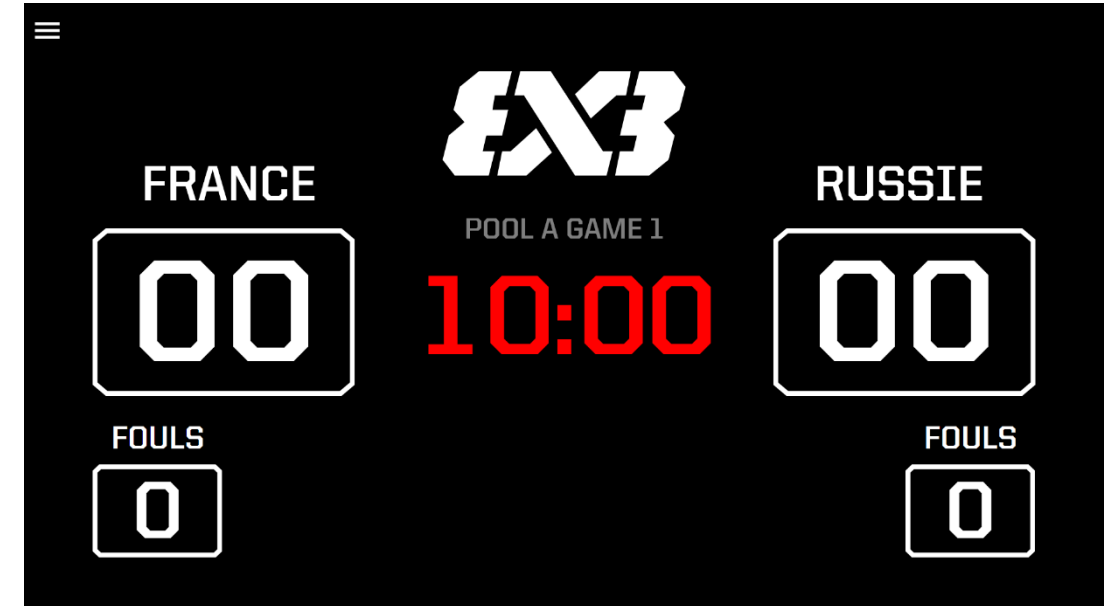 3X3
FRANCE
RUSSIE
POOL A GAME 1
00
10:00
00
FOULS
FOULS
0
0